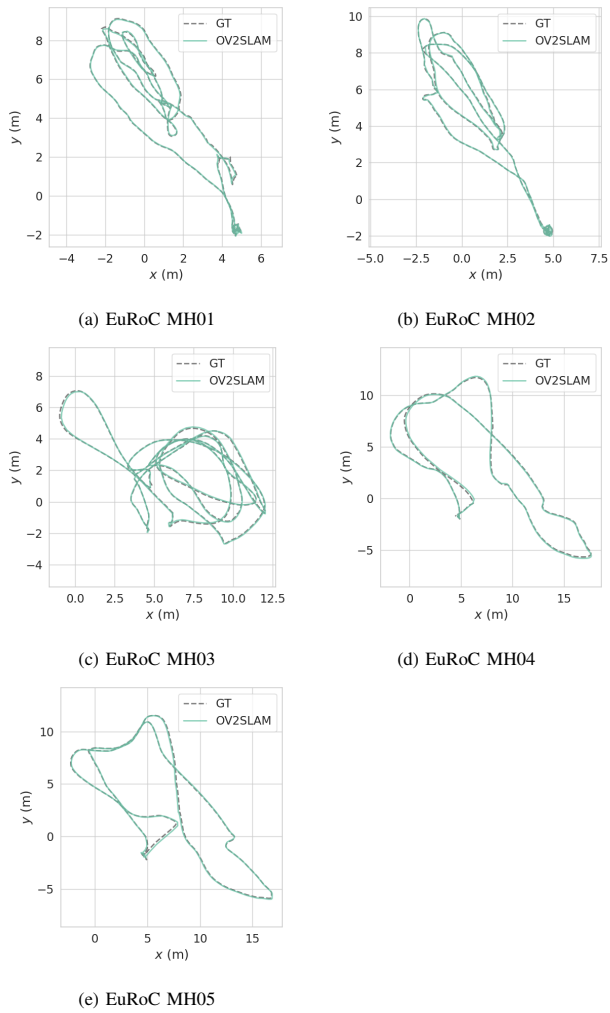 GT
OV2SLAM
8
6
4
2
0
−2
y (m)
−4 −2 0 2 4 6
x (m)
(a) EuRoC MH01
GT
OV2SLAM
10
8
6
4
2
0
−2
y (m)
−5.0 −2.5 0.0 2.5 5.0 7.5
x (m)
(b) EuRoC MH02
GT
OV2SLAM
8
6
4
2
0
−2
−4
y (m)
0.0 2.5 5.0 7.5 10.0 12.5
x (m)
(c) EuRoC MH03
GT
OV2SLAM
10
5
0
−5
y (m)
0 5 10 15
x (m)
(d) EuRoC MH04
GT
OV2SLAM
10
5
0
−5
y (m)
0 5 10 15
x (m)
(e) EuRoC MH05